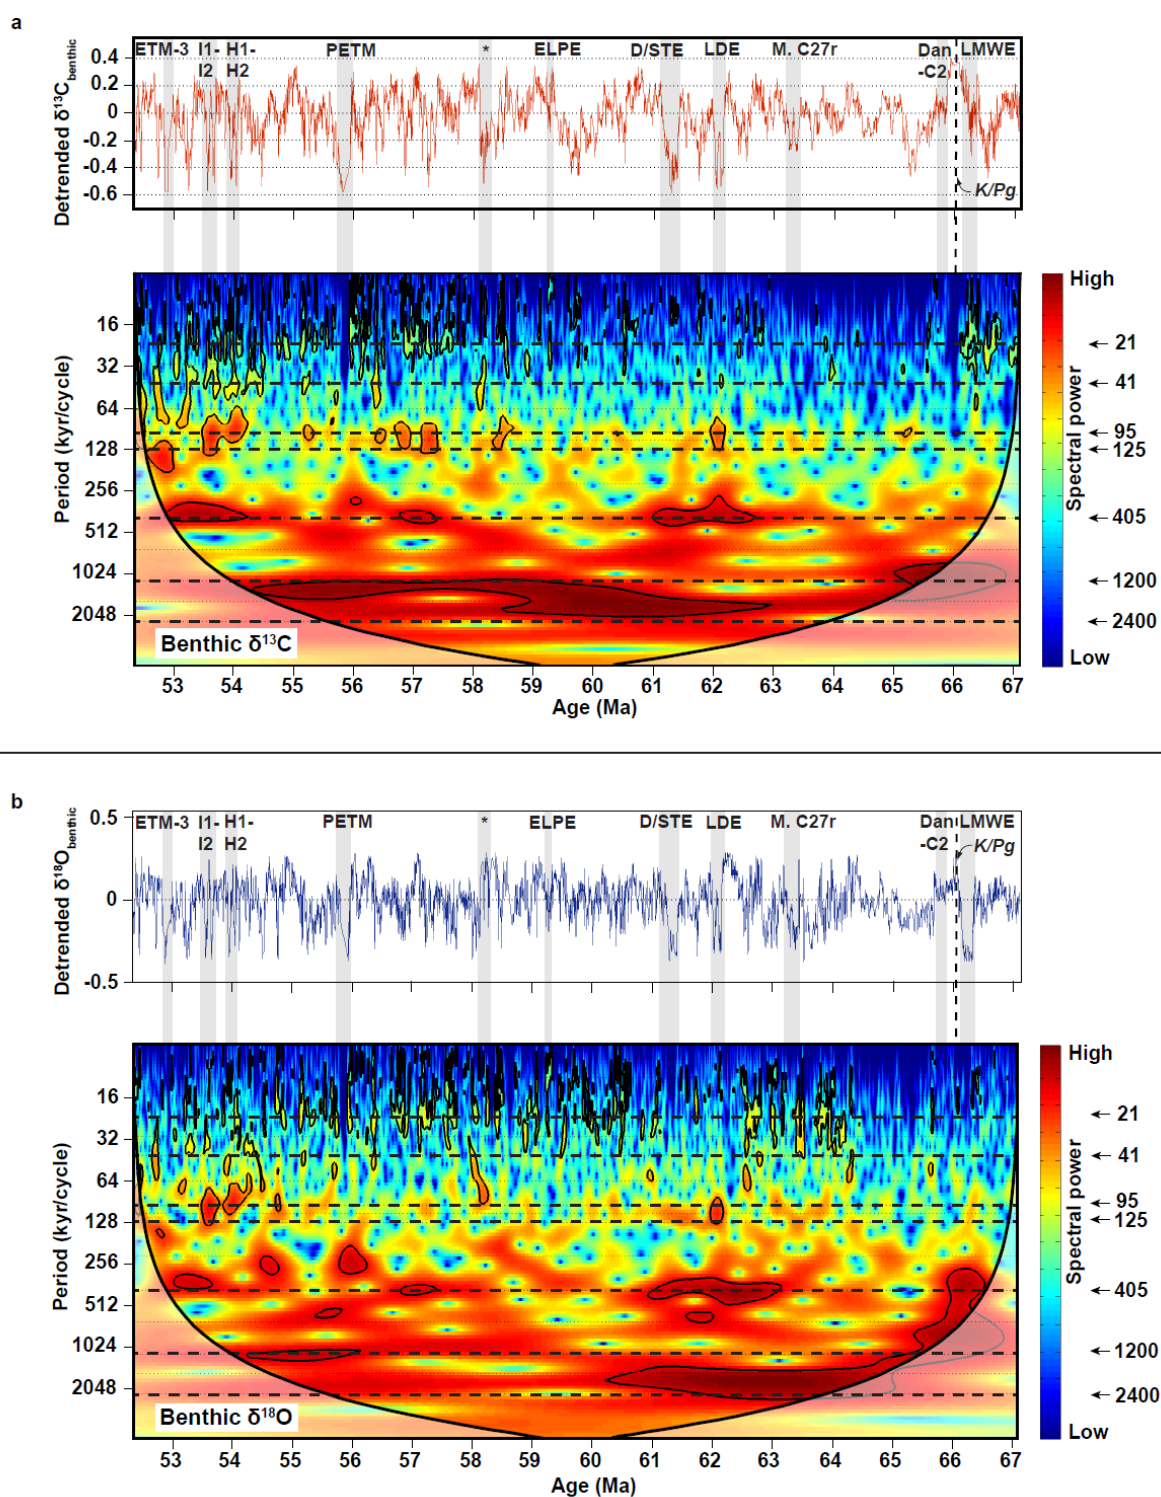 a
ETM-3 I1- H1- PETM * ELPE D/STE LDE M. C27r Dan LMWE
I2 H2 -C2
0.4
0.2
0
-0.2
-0.4
-0.6
Detrended δ¹³C benthic
K/Pg
16
32
64
128
256
512
1024
2048
Period (kyr/cycle)
Benthic δ¹³C
53 54 55 56 57 58 59 60 61 62 63 64 65 66 67
Age (Ma)
High
21
41
95
125
405
1200
2400
Low
Spectral power
b
ETM-3 I1- H1- PETM * ELPE D/STE LDE M. C27r Dan LMWE
I2 H2 -C2
0.5
0
-0.5
Detrended δ¹⁸O benthic
K/Pg
16
32
64
128
256
512
1024
2048
Period (kyr/cycle)
Benthic δ¹⁸O
53 54 55 56 57 58 59 60 61 62 63 64 65 66 67
Age (Ma)
High
21
41
95
125
405
1200
2400
Low
Spectral power